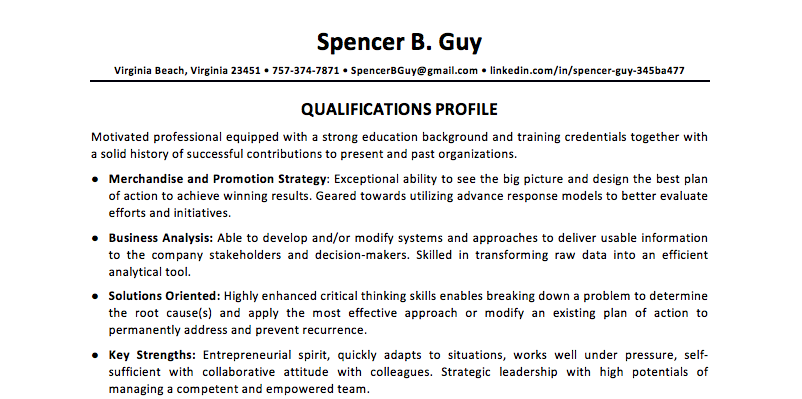 Spencer B. Guy
Virginia Beach, Virginia 23451 • 757-374-7871 • SpencerBGuy@gmail.com • linkedin.com/in/spencer-guy-345ba477
QUALIFICATIONS PROFILE
Motivated professional equipped with a strong education background and training credentials together with
a solid history of successful contributions to present and past organizations.
● Merchandise and Promotion Strategy: Exceptional ability to see the big picture and design the best plan
of action to achieve winning results. Geared towards utilizing advance response models to better evaluate
efforts and initiatives.
● Business Analysis: Able to develop and/or modify systems and approaches to deliver usable information
to the company stakeholders and decision-makers. Skilled in transforming raw data into an efficient
analytical tool.
● Solutions Oriented: Highly enhanced critical thinking skills enables breaking down a problem to determine
the root cause(s) and apply the most effective approach or modify an existing plan of action to
permanently address and prevent recurrence.
● Key Strengths: Entrepreneurial spirit, quickly adapts to situations, works well under pressure, self-
sufficient with collaborative attitude with colleagues. Strategic leadership with high potentials of
managing a competent and empowered team.